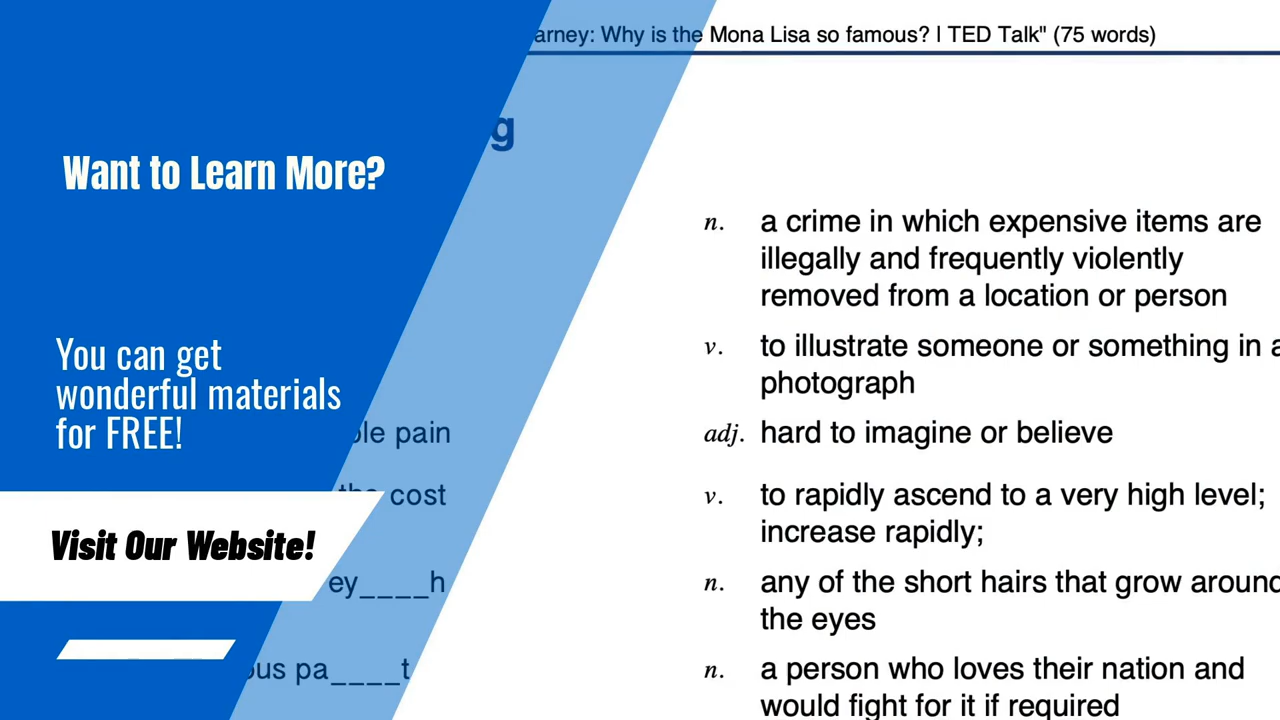 arney: Why is the Mona Lisa so famous? | TED Talk" (75 words)
g
Want to Learn More?
You can get
wonderful materials
for FREE!
Visit Our Website!
ble pain
the cost
ey____h
ous pa____t
n. a crime in which expensive items are
illegally and frequently violently
removed from a location or person
v. to illustrate someone or something in a
photograph
adj. hard to imagine or believe
v. to rapidly ascend to a very high level;
increase rapidly;
n. any of the short hairs that grow around
the eyes
n. a person who loves their nation and
would fight for it if required